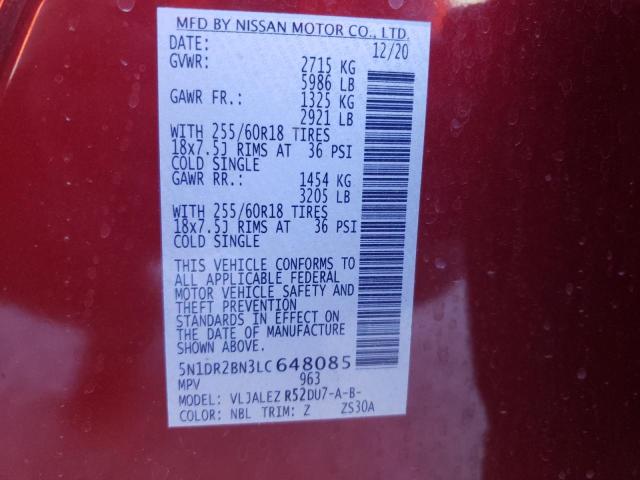 MFD BY NISSAN MOTOR CO., LTD.
DATE: 12/20
GVWR: 2715 KG
5986 LB
GAWR FR.: 1325 KG
2921 LB
WITH 255/60R18 TIRES
18x7.5J RIMS AT 36 PSI
COLD SINGLE
GAWR RR.: 1454 KG
3205 LB
WITH 255/60R18 TIRES
18x7.5J RIMS AT 36 PSI
COLD SINGLE
THIS VEHICLE CONFORMS TO
ALL APPLICABLE FEDERAL
MOTOR VEHICLE SAFETY AND
THEFT PREVENTION
STANDARDS IN EFFECT ON
THE DATE OF MANUFACTURE
SHOWN ABOVE.
5N1DR2BN3LC648085
MPV 963
MODEL: VLJALEZ R52DU7-A-B-
COLOR: NBL TRIM: Z ZS30A